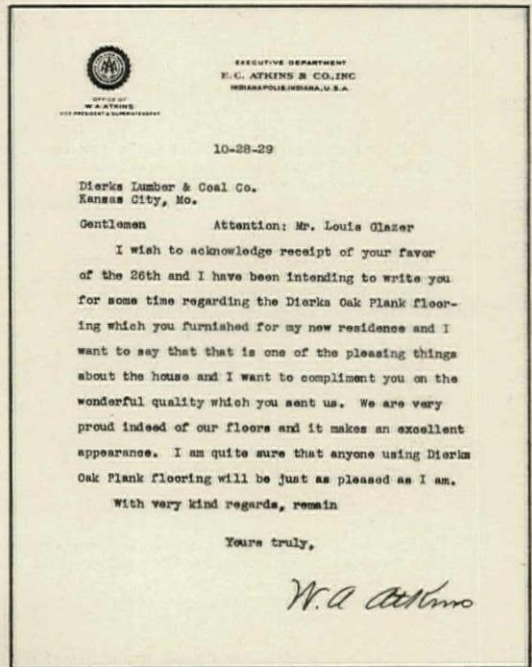 EXECUTIVE DEPARTMENT
E. C. ATKINS & CO., INC
INDIANAPOLIS, INDIANA, U.S.A.
OFFICE OF
W. A. ATKINS
VICE PRESIDENT & SUPERINTENDENT
10-28-29
Dierks Lumber & Coal Co.
Kansas City, Mo.
Gentlemen Attention: Mr. Louis Glazer
I wish to acknowledge receipt of your favor
of the 26th and I have been intending to write you
for some time regarding the Dierks Oak Plank floor-
ing which you furnished for my new residence and I
want to say that that is one of the pleasing things
about the house and I want to compliment you on the
wonderful quality which you sent us. We are very
proud indeed of our floors and it makes an excellent
appearance. I am quite sure that anyone using Dierks
Oak Plank flooring will be just as pleased as I am.
With very kind regards, remain
Yours truly,
W. A Atkins